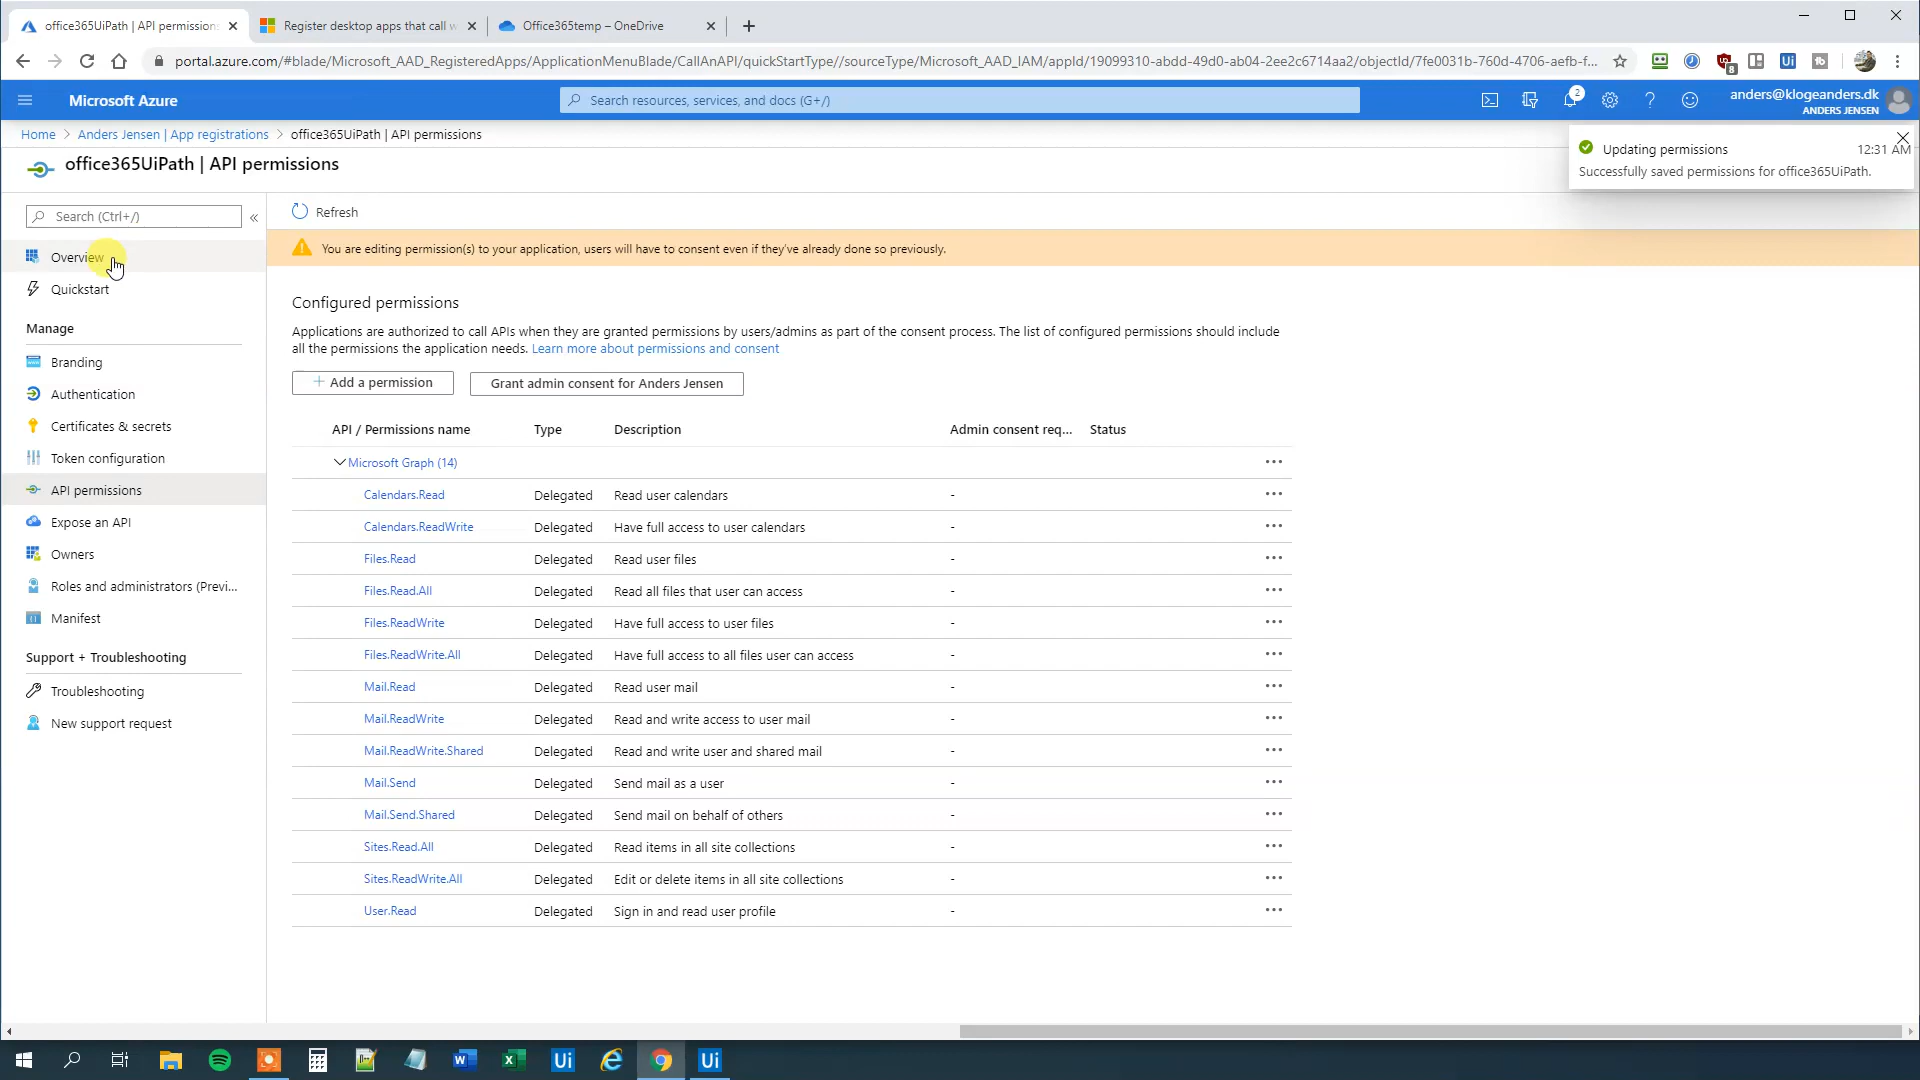 office365UiPath | API permissions
Register desktop apps that call w
Office365temp – OneDrive
portal.azure.com/#blade/Microsoft_AAD_RegisteredApps/ApplicationMenuBlade/CallAnAPI/quickStartType//sourceType/Microsoft_AAD_IAM/appId/19099310-abdd-49d0-ab04-2ee2c6714aa2/objectId/7fe0031b-760d-4706-aefb-f...
8
Ui
Microsoft Azure
Search resources, services, and docs (G+/)
2
anders@klogeanders.dk
ANDERS JENSEN
Home > Anders Jensen | App registrations > office365UiPath | API permissions
office365UiPath | API permissions
Updating permissions 12:31 AM
Successfully saved permissions for office365UiPath.
Search (Ctrl+/)
«
Overview
Quickstart
Manage
Branding
Authentication
Certificates & secrets
Token configuration
API permissions
Expose an API
Owners
Roles and administrators (Previ...
Manifest
Support + Troubleshooting
Troubleshooting
New support request
Refresh
You are editing permission(s) to your application, users will have to consent even if they've already done so previously.
Configured permissions
Applications are authorized to call APIs when they are granted permissions by users/admins as part of the consent process. The list of configured permissions should include
all the permissions the application needs. Learn more about permissions and consent
+ Add a permission
Grant admin consent for Anders Jensen
API / Permissions name Type Description Admin consent req... Status
Microsoft Graph (14) ...
Calendars.Read Delegated Read user calendars - ...
Calendars.ReadWrite Delegated Have full access to user calendars - ...
Files.Read Delegated Read user files - ...
Files.Read.All Delegated Read all files that user can access - ...
Files.ReadWrite Delegated Have full access to user files - ...
Files.ReadWrite.All Delegated Have full access to all files user can access - ...
Mail.Read Delegated Read user mail - ...
Mail.ReadWrite Delegated Read and write access to user mail - ...
Mail.ReadWrite.Shared Delegated Read and write user and shared mail - ...
Mail.Send Delegated Send mail as a user - ...
Mail.Send.Shared Delegated Send mail on behalf of others - ...
Sites.Read.All Delegated Read items in all site collections - ...
Sites.ReadWrite.All Delegated Edit or delete items in all site collections - ...
User.Read Delegated Sign in and read user profile - ...
Ui
Ui